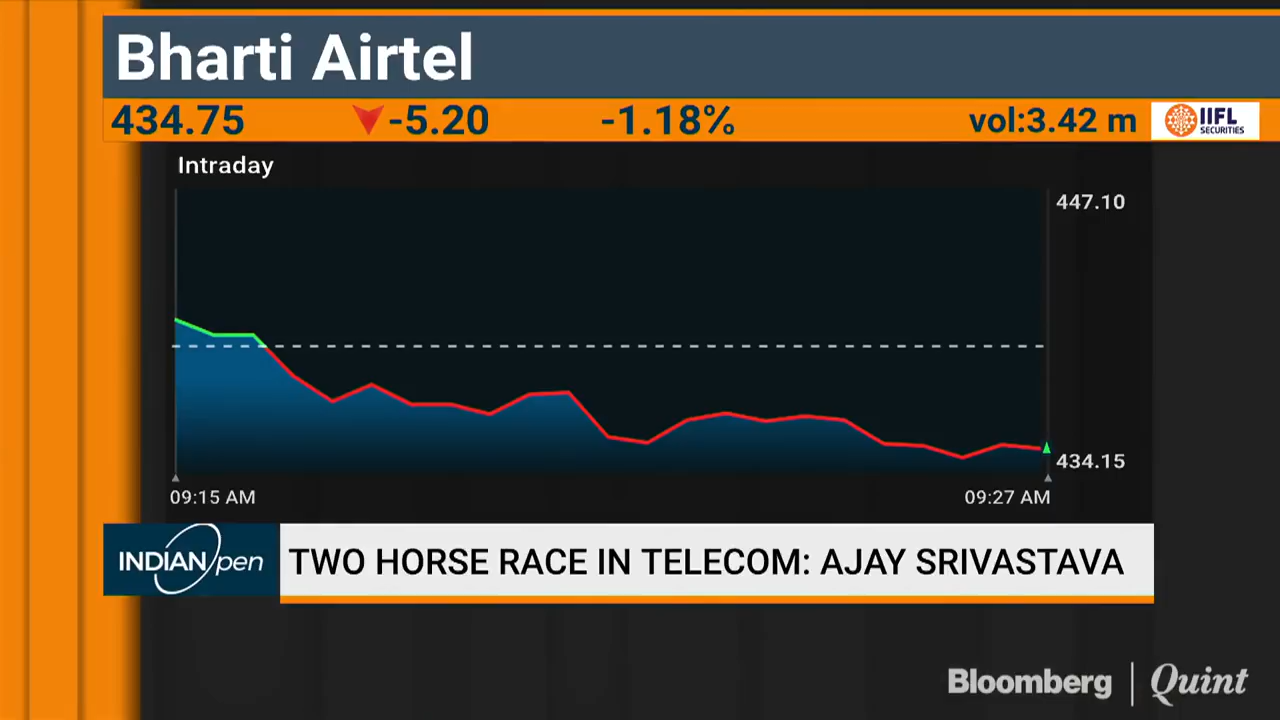 Bharti Airtel
434.75 -5.20 -1.18% vol:3.42 m IIFL SECURITIES
Intraday
447.10
434.15
09:15 AM 09:27 AM
INDIAN pen TWO HORSE RACE IN TELECOM: AJAY SRIVASTAVA
Bloomberg | Quint